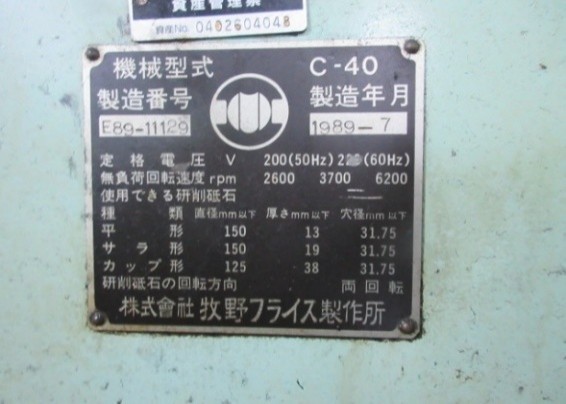 資産管理票
資産No. 0402604048
機械型式 C-40
製造番号 製造年月
E89-11129 1989-7
定格電圧 V 200(50Hz) 220(60Hz)
無負荷回転速度 rpm 2600 3700 6200
使用できる研削砥石
種類 直径mm以下 厚さmm以下 穴径mm以下
平形 150 13 31.75
サラ形 150 19 31.75
カップ形 125 38 31.75
研削砥石の回転方向 両回転
株式會社 牧野フライス製作所